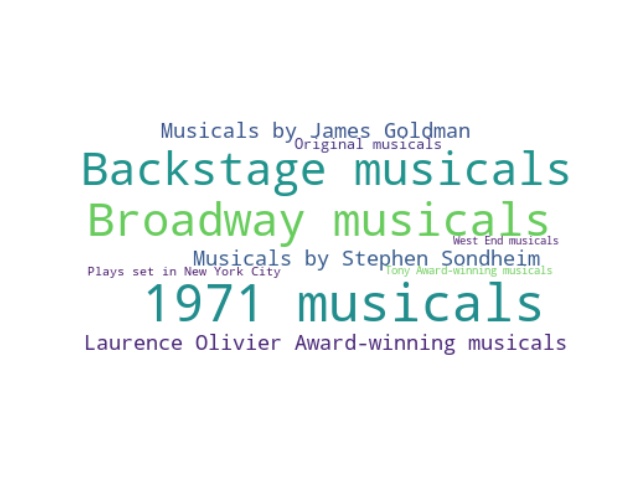 Musicals by James Goldman
Original musicals
Backstage musicals
Broadway musicals
West End musicals
Musicals by Stephen Sondheim
Plays set in New York City
Tony Award-winning musicals
1971 musicals
Laurence Olivier Award-winning musicals